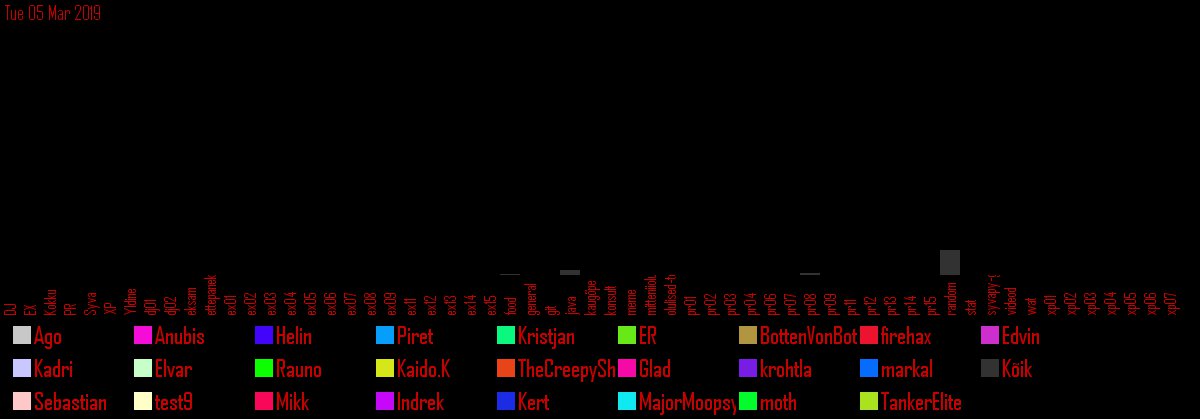 Tue 05 Mar 2019
DJ EX Kokku PR Syva XP Yldine dj01 dj02 eksam ettepanek ex01 ex02 ex03 ex04 ex05 ex06 ex07 ex08 ex09 ex11 ex12 ex13 ex14 ex15 food general git java kaugõpe konsult meme mitteniloli. olulised-h pr01 pr02 pr03 pr04 pr06 pr07 pr08 pr09 pr11 pr12 pr13 pr14 pr15 random stat syvapy-l videod wat xp01 xp02 xp03 xp04 xp05 xp06 xp07
Ago Anubis Helin Piret Kristjan ER BottenVonBot firehax Edvin
Kadri Elvar Rauno Kaido.K TheCreepySh Glad krohtla markal Kõik
Sebastian test9 Mikk Indrek Kert MajorMoopsy moth TankerElite